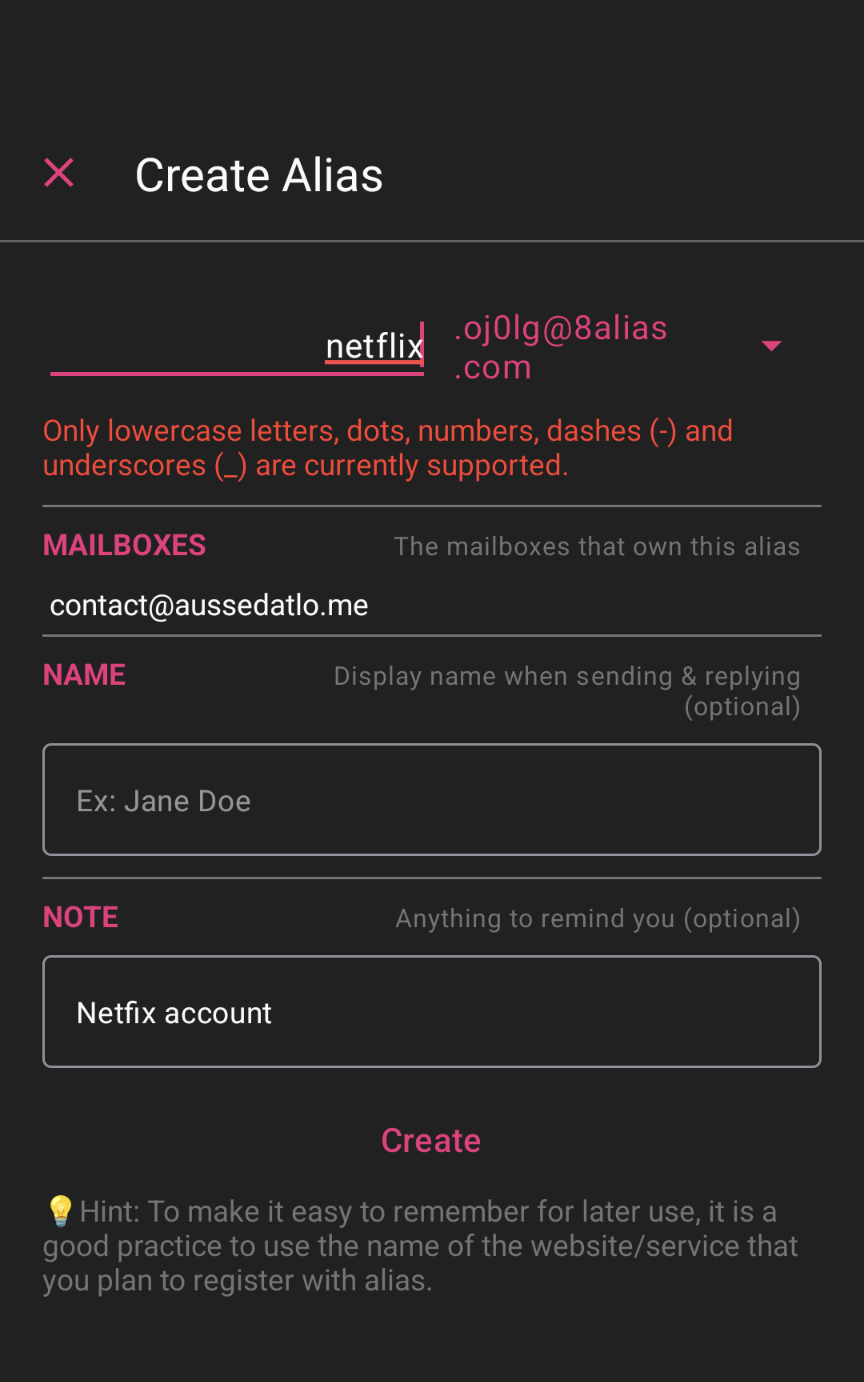 Create Alias
netflix
.oj0lg@8alias
.com
Only lowercase letters, dots, numbers, dashes (-) and
underscores (_) are currently supported.
MAILBOXES
The mailboxes that own this alias
contact@aussedatlo.me
NAME
Display name when sending & replying
(optional)
Ex: Jane Doe
NOTE
Anything to remind you (optional)
Netfix account
Create
💡Hint: To make it easy to remember for later use, it is a
good practice to use the name of the website/service that
you plan to register with alias.